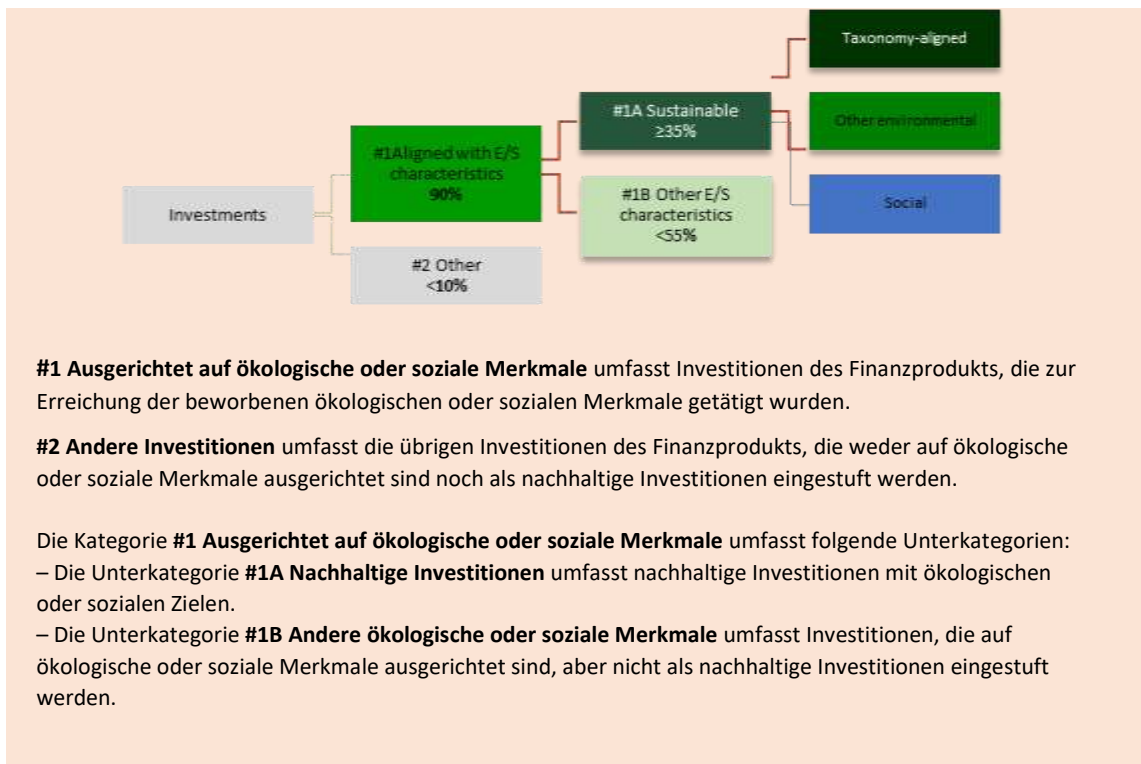 Taxonomy-aligned
#1A Sustainable
≥35%
Other environmental
#1Aligned with E/S
characteristics
90%
#1B Other E/S
characteristics
<55%
Social
Investments
#2 Other
<10%
#1 Ausgerichtet auf ökologische oder soziale Merkmale umfasst Investitionen des Finanzprodukts, die zur
Erreichung der beworbenen ökologischen oder sozialen Merkmale getätigt wurden.
#2 Andere Investitionen umfasst die übrigen Investitionen des Finanzprodukts, die weder auf ökologische
oder soziale Merkmale ausgerichtet sind noch als nachhaltige Investitionen eingestuft werden.
Die Kategorie #1 Ausgerichtet auf ökologische oder soziale Merkmale umfasst folgende Unterkategorien:
– Die Unterkategorie #1A Nachhaltige Investitionen umfasst nachhaltige Investitionen mit ökologischen
oder sozialen Zielen.
– Die Unterkategorie #1B Andere ökologische oder soziale Merkmale umfasst Investitionen, die auf
ökologische oder soziale Merkmale ausgerichtet sind, aber nicht als nachhaltige Investitionen eingestuft
werden.